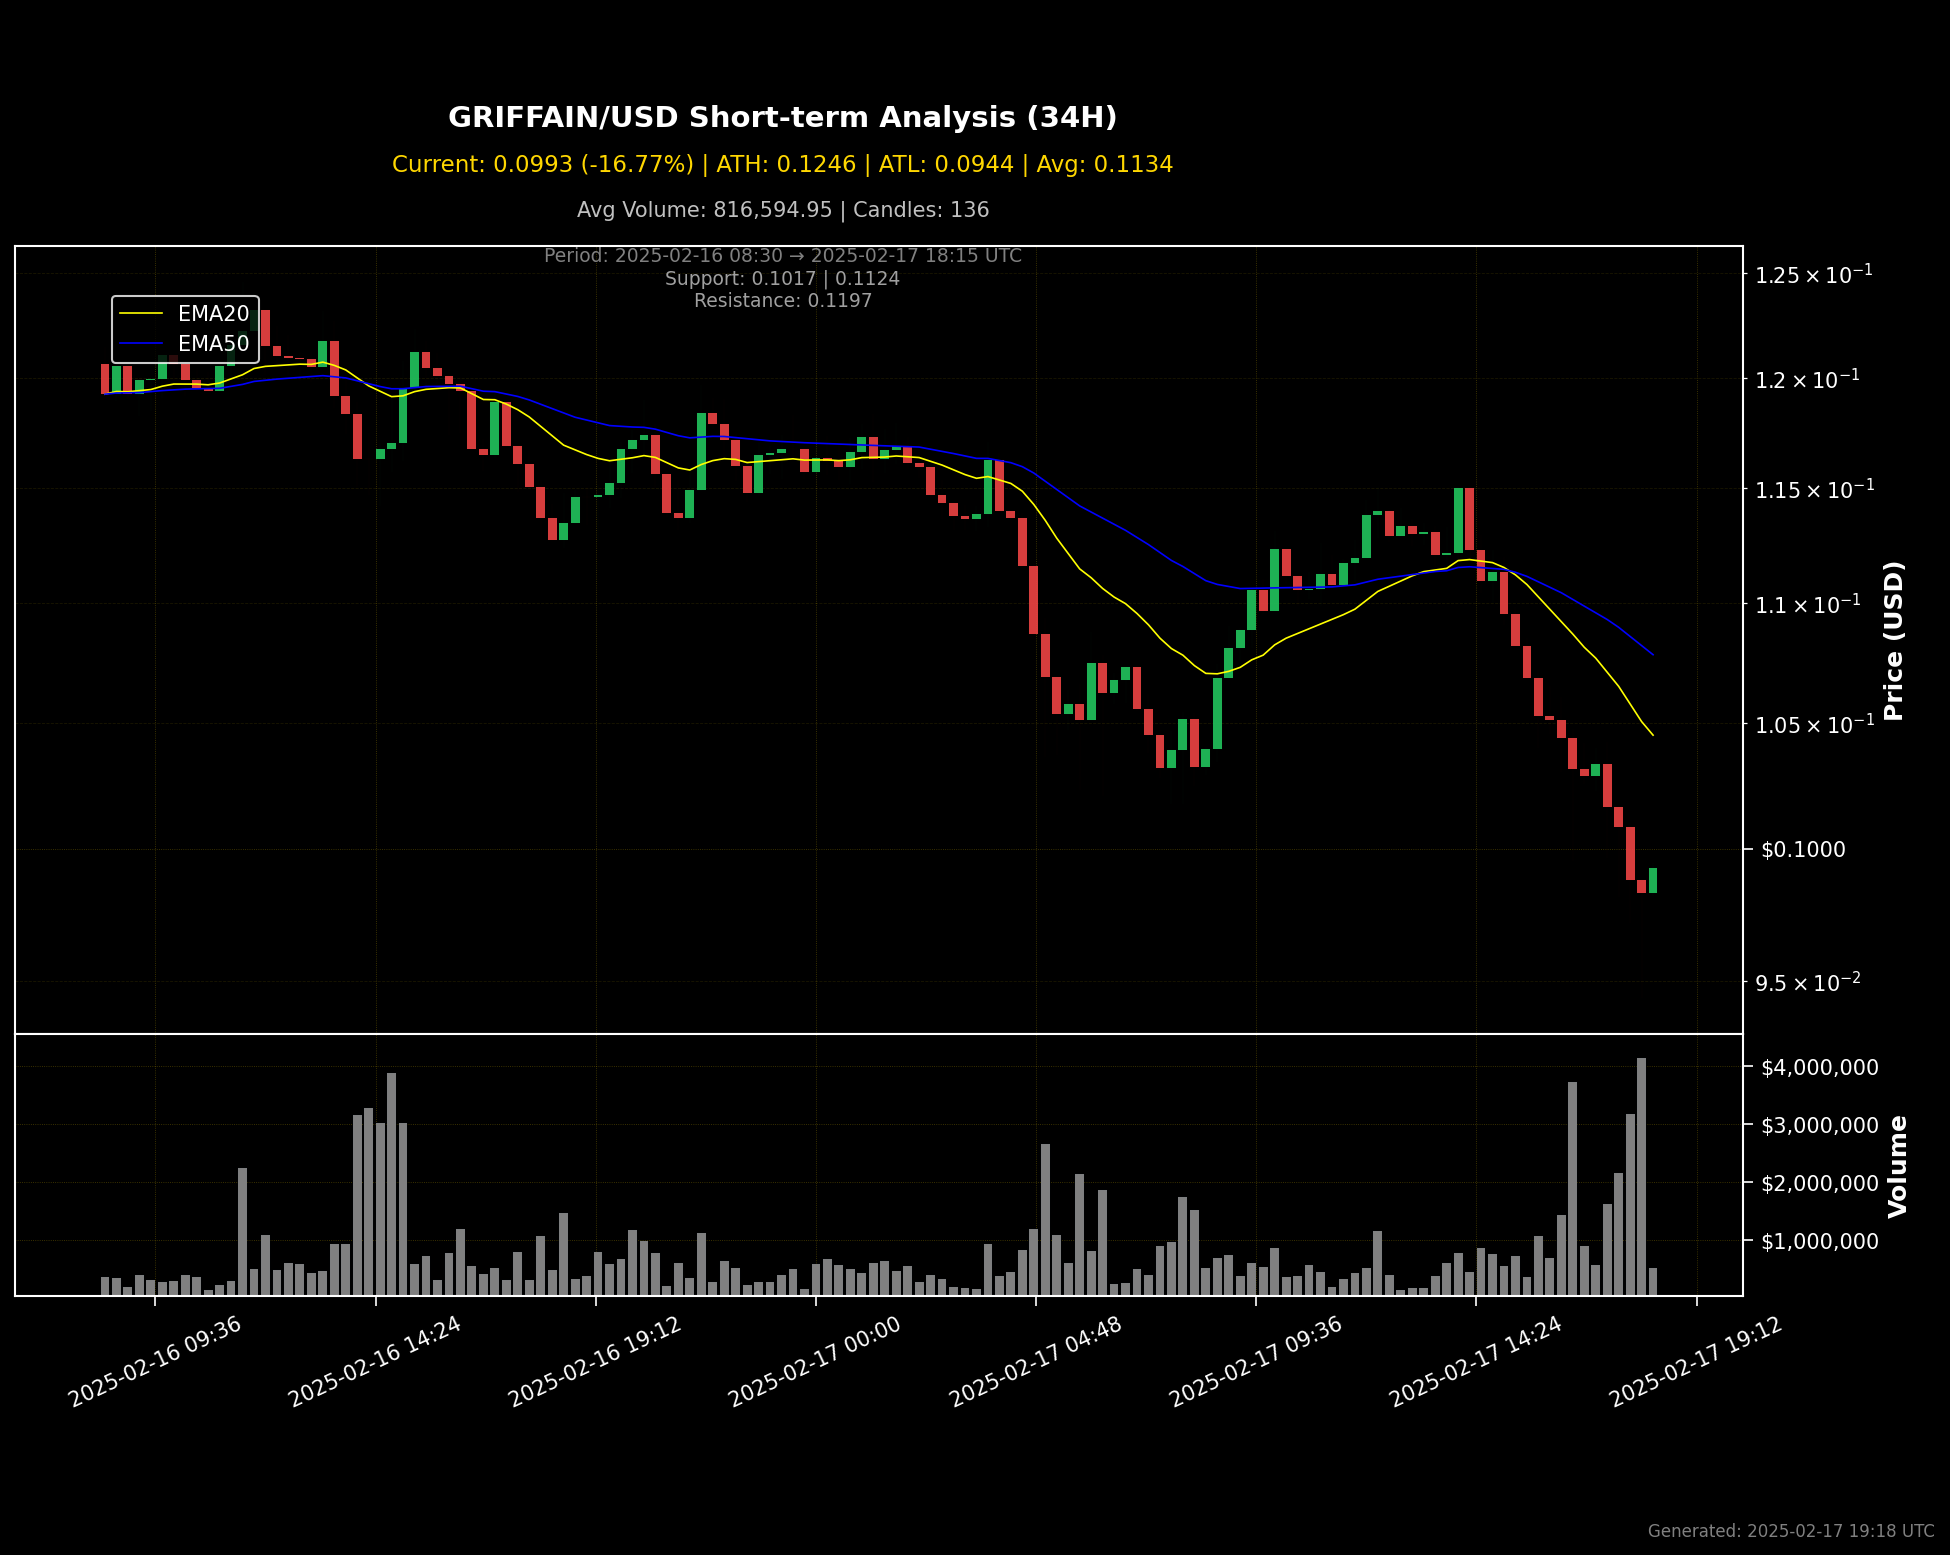 GRIFFAIN/USD Short-term Analysis (34H)
Current: 0.0993 (-16.77%) | ATH: 0.1246 | ATL: 0.0944 | Avg: 0.1134
Avg Volume: 816,594.95 | Candles: 136
Period: 2025-02-16 08:30 → 2025-02-17 18:15 UTC
Support: 0.1017 | 0.1124
Resistance: 0.1197
EMA20
EMA50
1.25 × 10⁻¹
1.2 × 10⁻¹
1.15 × 10⁻¹
1.1 × 10⁻¹
1.05 × 10⁻¹
$0.1000
9.5 × 10⁻²
Price (USD)
$4,000,000
$3,000,000
$2,000,000
$1,000,000
Volume
2025-02-16 09:36
2025-02-16 14:24
2025-02-16 19:12
2025-02-17 00:00
2025-02-17 04:48
2025-02-17 09:36
2025-02-17 14:24
2025-02-17 19:12
Generated: 2025-02-17 19:18 UTC